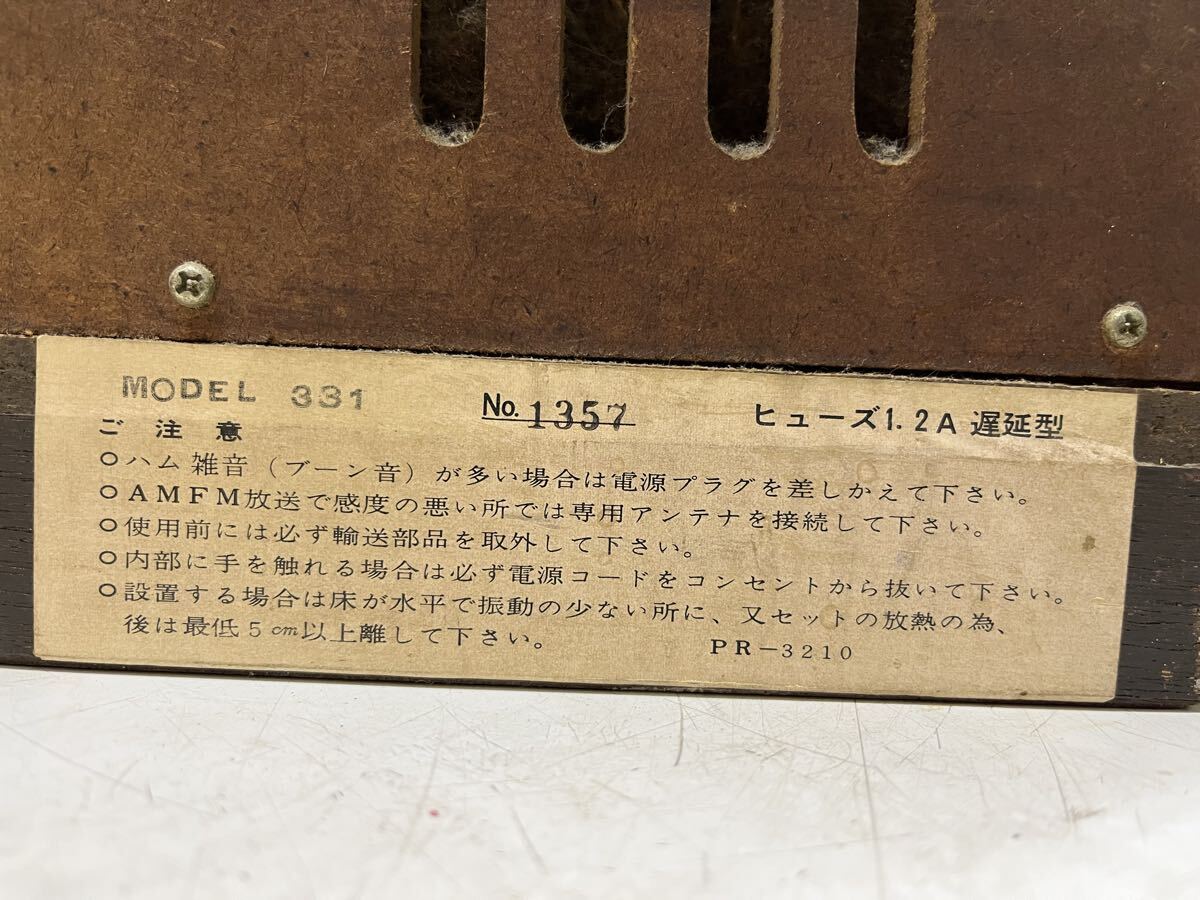 MODEL 331 No. 1357 ヒューズ1.2A 遅延型
ご注意
○ハム雑音（ブーン音）が多い場合は電源プラグを差しかえて下さい。
○AMFM放送で感度の悪い所では専用アンテナを接続して下さい。
○使用前には必ず輸送部品を取外して下さい。
○内部に手を触れる場合は必ず電源コードをコンセントから抜いて下さい。
○設置する場合は床が水平で振動の少ない所に、又セットの放熱の為、
後は最低5cm以上離して下さい。 PR-3210